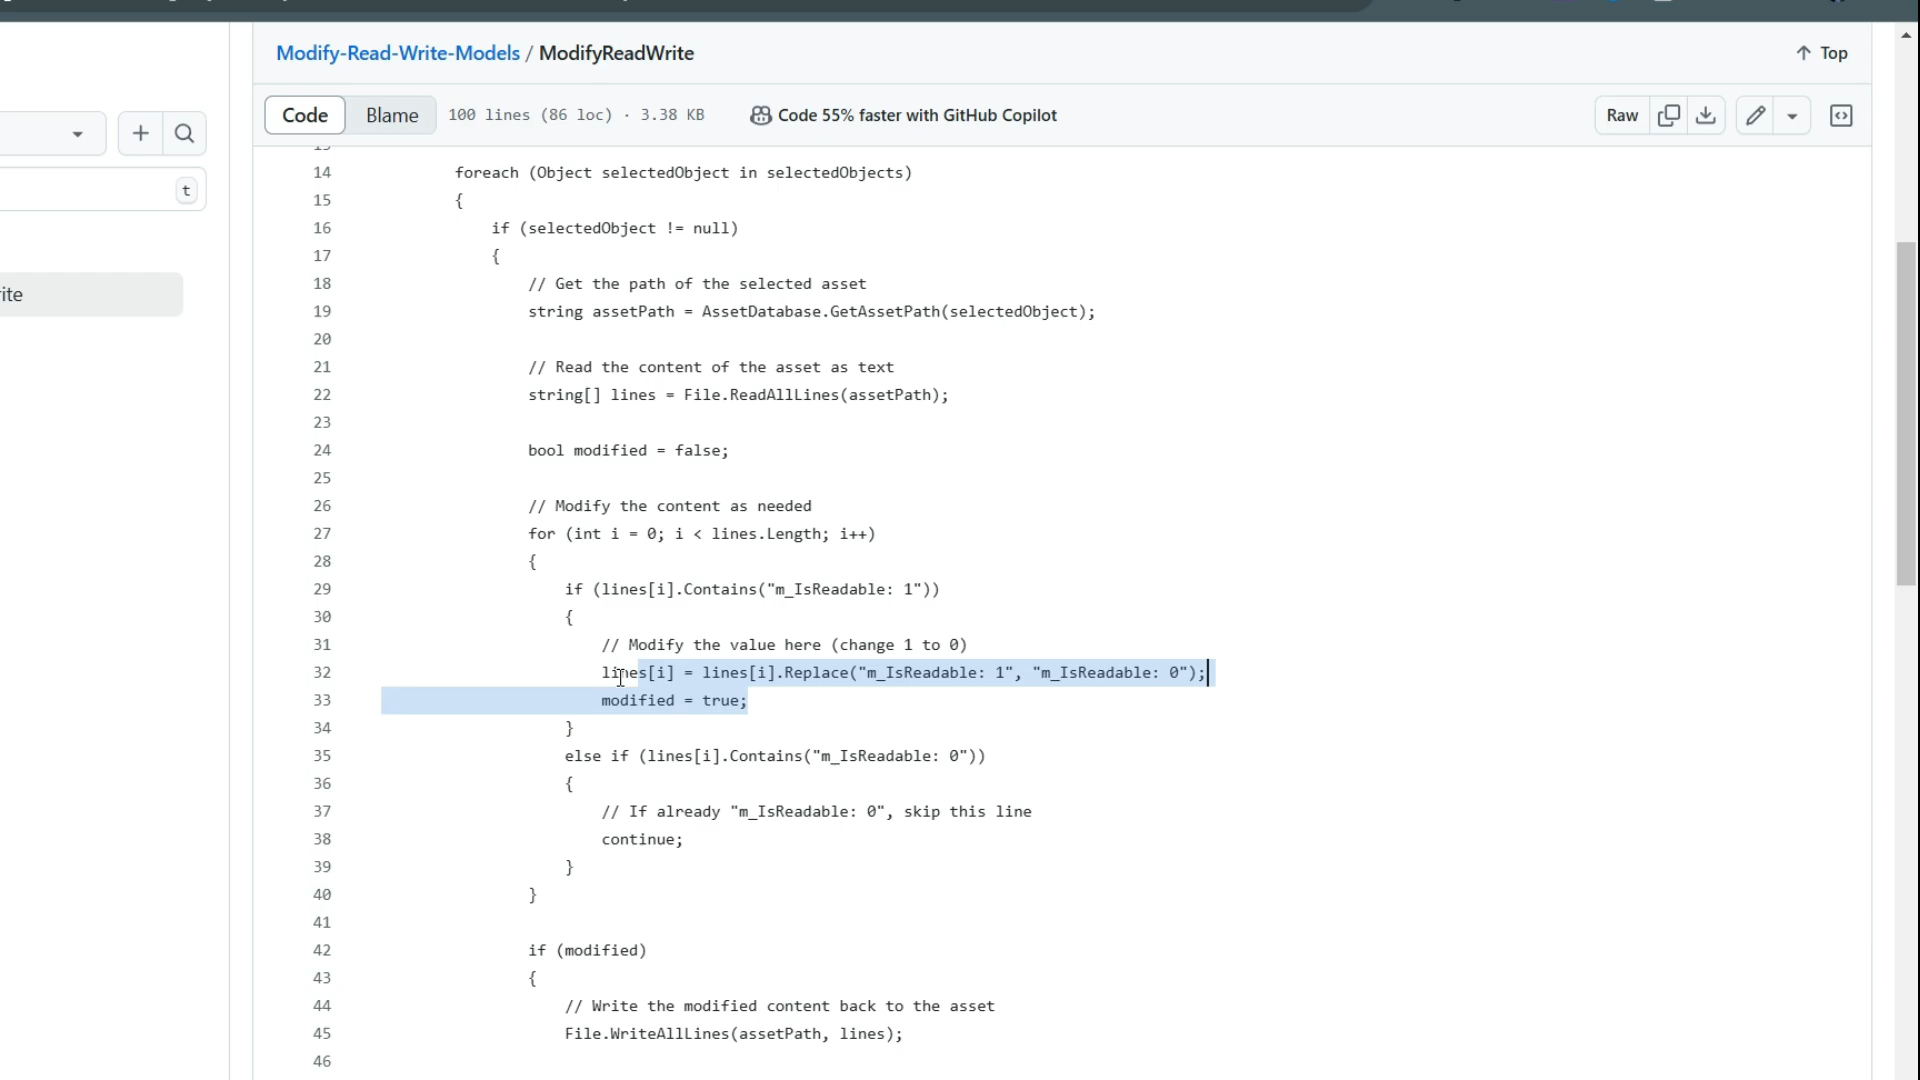 Modify-Read-Write-Models / ModifyReadWrite
Top
Code Blame 100 lines (86 loc) · 3.38 KB Code 55% faster with GitHub Copilot Raw
t
ite
14 foreach (Object selectedObject in selectedObjects)
15 {
16 if (selectedObject != null)
17 {
18 // Get the path of the selected asset
19 string assetPath = AssetDatabase.GetAssetPath(selectedObject);
20
21 // Read the content of the asset as text
22 string[] lines = File.ReadAllLines(assetPath);
23
24 bool modified = false;
25
26 // Modify the content as needed
27 for (int i = 0; i < lines.Length; i++)
28 {
29 if (lines[i].Contains("m_IsReadable: 1"))
30 {
31 // Modify the value here (change 1 to 0)
32 lines[i] = lines[i].Replace("m_IsReadable: 1", "m_IsReadable: 0");
33 modified = true;
34 }
35 else if (lines[i].Contains("m_IsReadable: 0"))
36 {
37 // If already "m_IsReadable: 0", skip this line
38 continue;
39 }
40 }
41
42 if (modified)
43 {
44 // Write the modified content back to the asset
45 File.WriteAllLines(assetPath, lines);
46